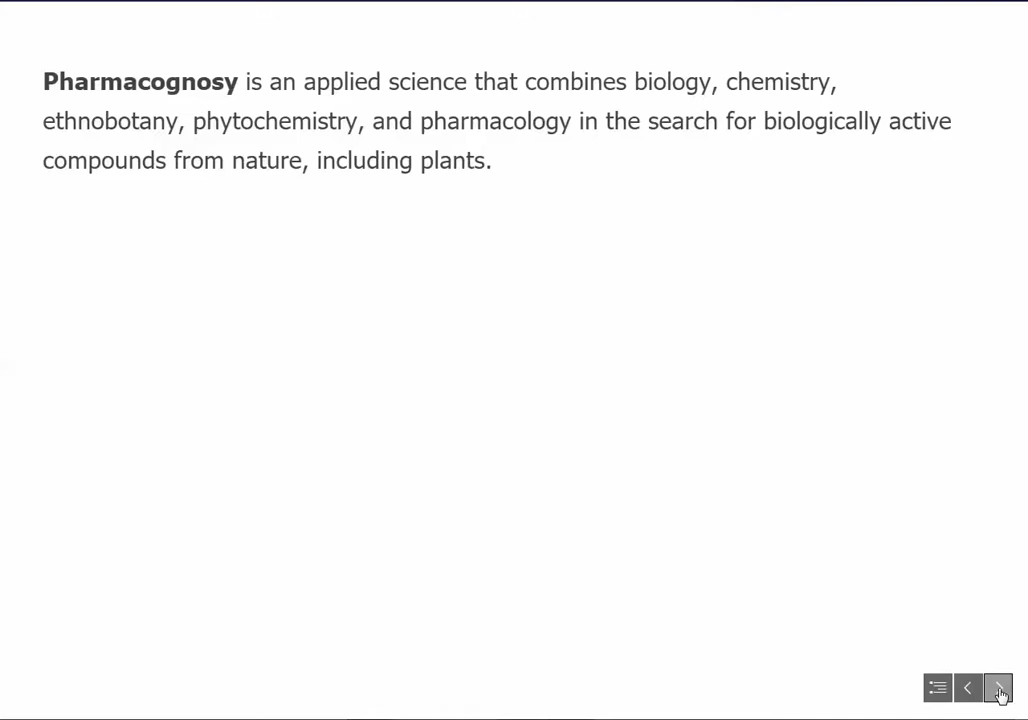 Pharmacognosy is an applied science that combines biology, chemistry,
ethnobotany, phytochemistry, and pharmacology in the search for biologically active
compounds from nature, including plants.